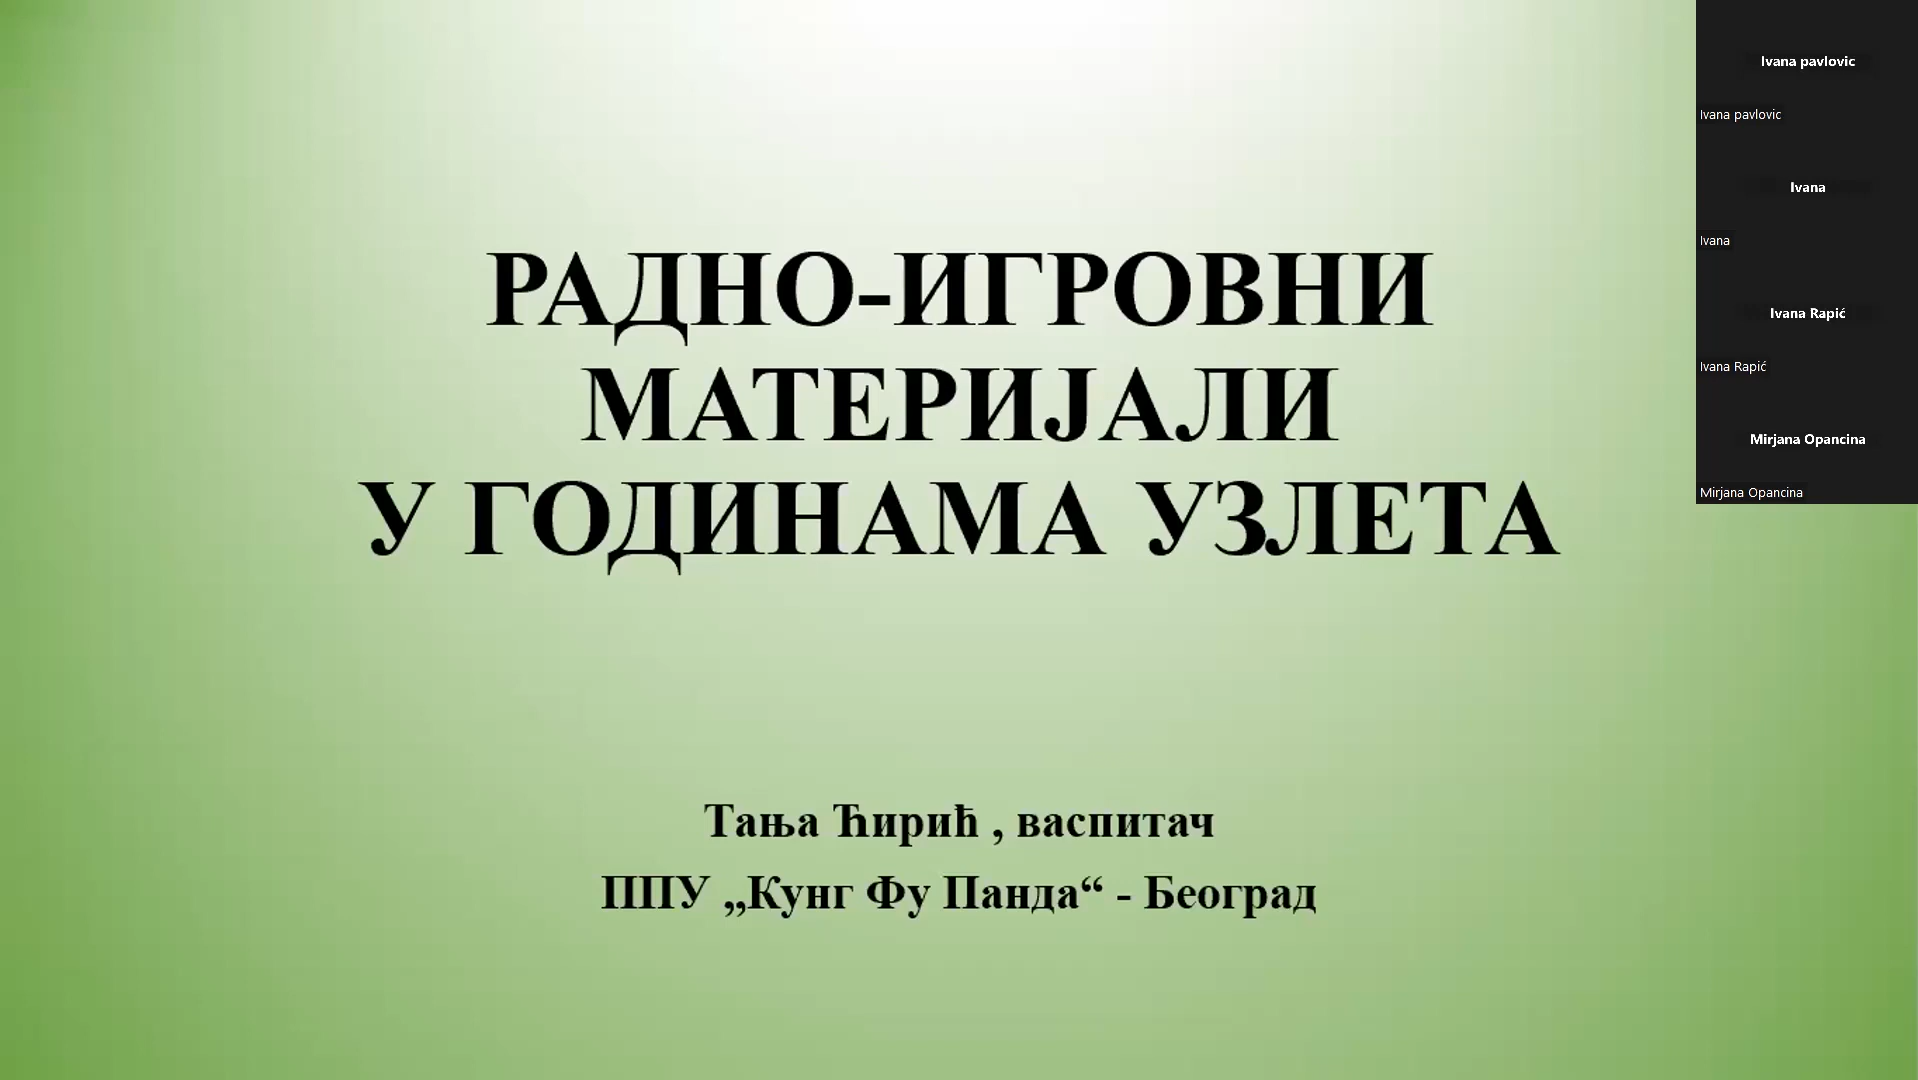 РАДНО-ИГРОВНИ
МАТЕРИЈАЛИ
У ГОДИНАМА УЗЛЕТА
Тања Ћирић , васпитач
ППУ „Кунг Фу Панда“ - Београд
Ivana pavlovic
Ivana pavlovic
Ivana
Ivana
Ivana Rapić
Ivana Rapić
Mirjana Opancina
Mirjana Opancina